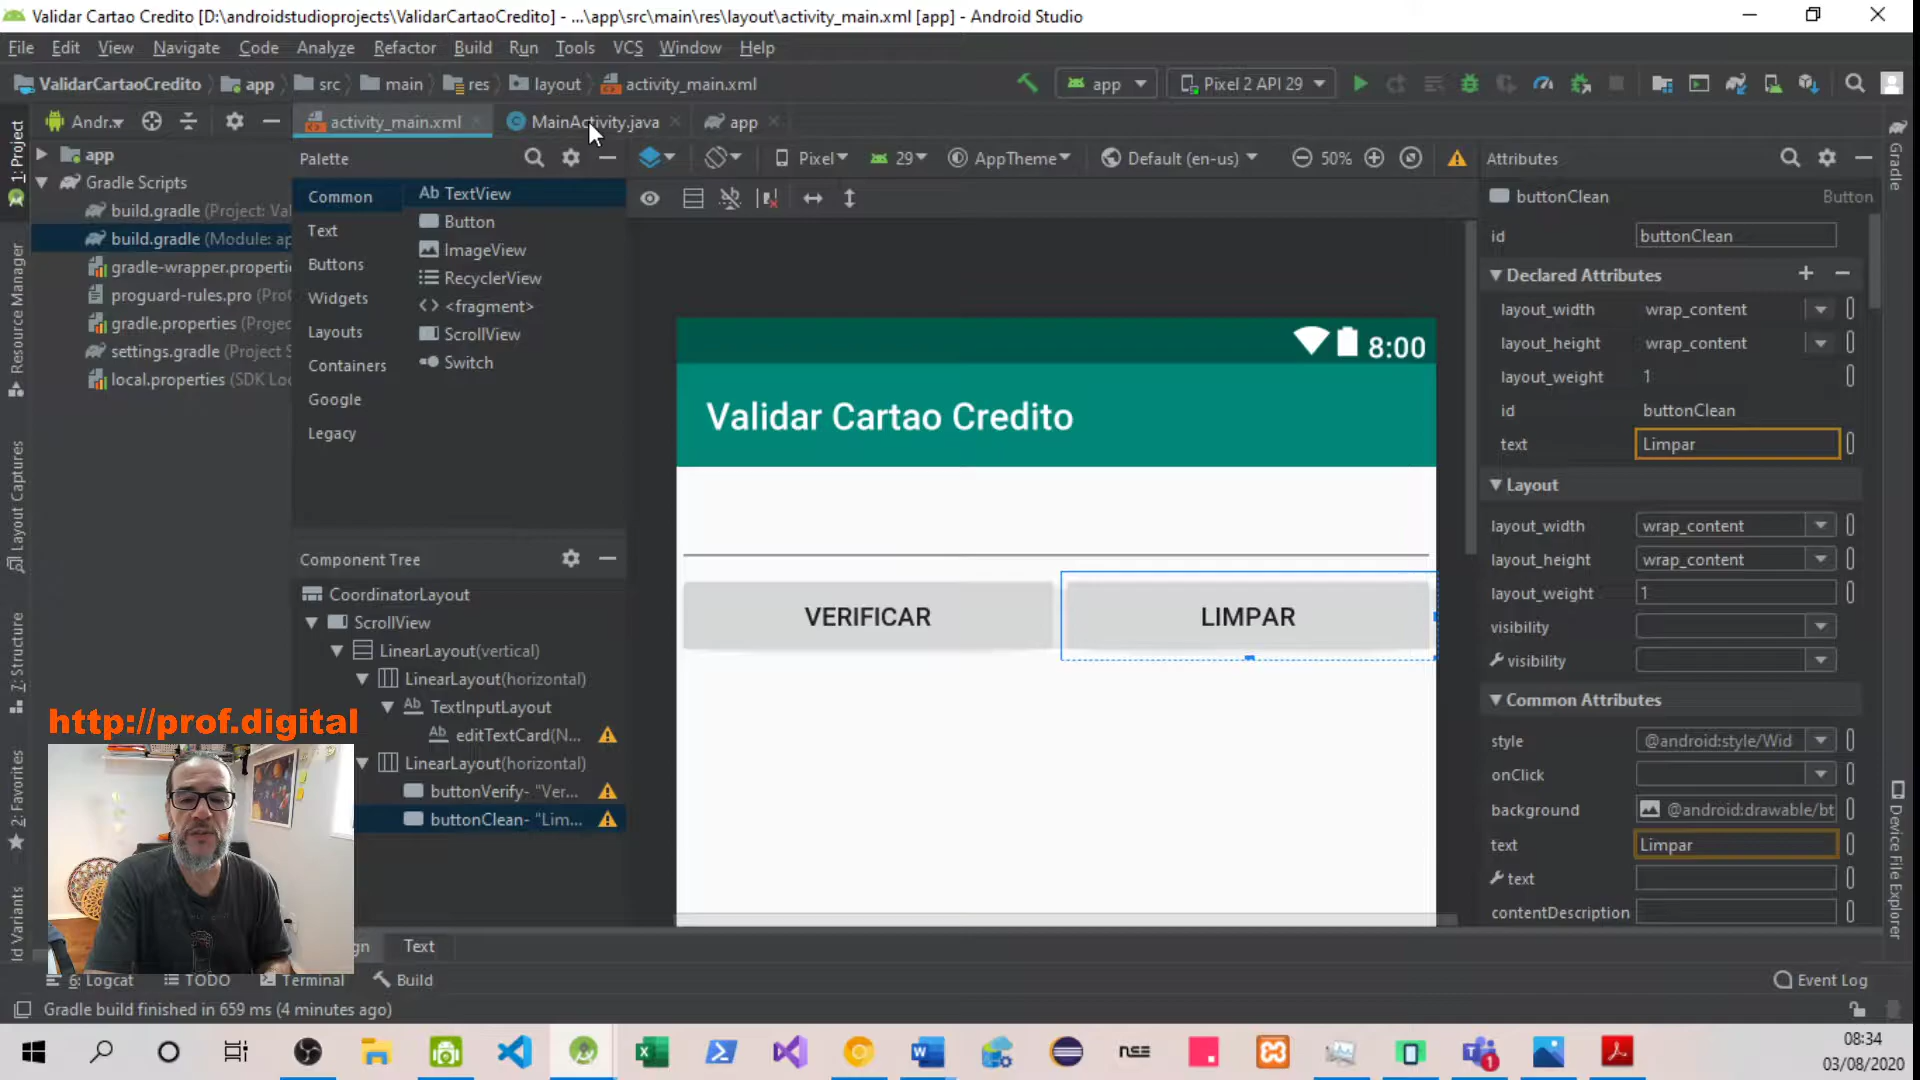 Validar Cartao Credito [D:\androidstudioprojects\ValidarCartaoCredito] - ...\app\src\main\res\layout\activity_main.xml [app] - Android Studio
File Edit View Navigate Code Analyze Refactor Build Run Tools VCS Window Help
ValidarCartaoCredito app src main res layout activity_main.xml
app Pixel 2 API 29
Andr... activity_main.xml MainActivity.java app
1: Project
Resource Manager
Layout Captures
7: Structure
2: Favorites
ld Variants
app
Gradle Scripts
build.gradle (Project: Val
build.gradle (Module: ap
gradle-wrapper.properti
proguard-rules.pro (Pro
gradle.properties (Projec
settings.gradle (Project S
local.properties (SDK Loc
Palette
Common
Text
Buttons
Widgets
Layouts
Containers
Google
Legacy
Ab TextView
Button
ImageView
RecyclerView
<> <fragment>
ScrollView
Switch
Component Tree
CoordinatorLayout
ScrollView
LinearLayout(vertical)
LinearLayout(horizontal)
Ab TextInputLayout
Ab editTextCard(N...
LinearLayout(horizontal)
buttonVerify- "Ver...
buttonClean- "Lim...
Pixel 29 AppTheme Default (en-us) 50%
8:00
Validar Cartao Credito
VERIFICAR LIMPAR
Attributes
buttonClean Button
id buttonClean
Declared Attributes
layout_width wrap_content
layout_height wrap_content
layout_weight 1
id buttonClean
text Limpar
Layout
layout_width wrap_content
layout_height wrap_content
layout_weight 1
visibility
visibility
Common Attributes
style @android:style/Wid
onClick
background @android:drawable/bt
text Limpar
text
contentDescription
Gradle
Device File Explorer
http://prof.digital
gn Text
6: Logcat TODO Terminal Build Event Log
Gradle build finished in 659 ms (4 minutes ago)
NSE
1
08:34
03/08/2020